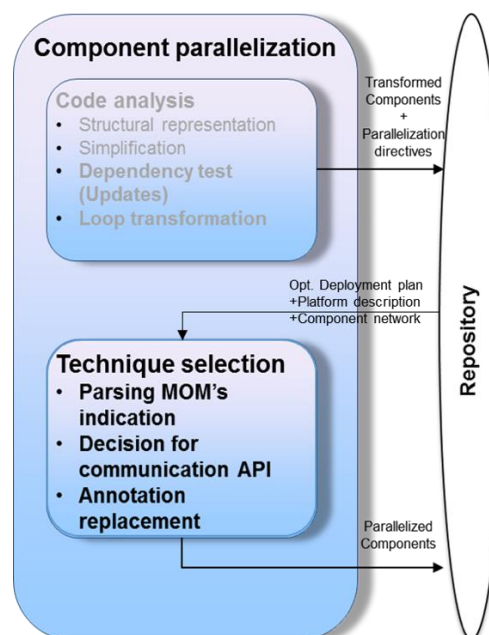 Component parallelization
Code analysis
• Structural representation
• Simplification
• Dependency test
(Updates)
• Loop transformation
Transformed
Components
+
Parallelization
directives
Opt. Deployment plan
+Platform description
+Component network
Technique selection
• Parsing MOM's
indication
• Decision for
communication API
• Annotation
replacement
Parallelized
Components
Repository